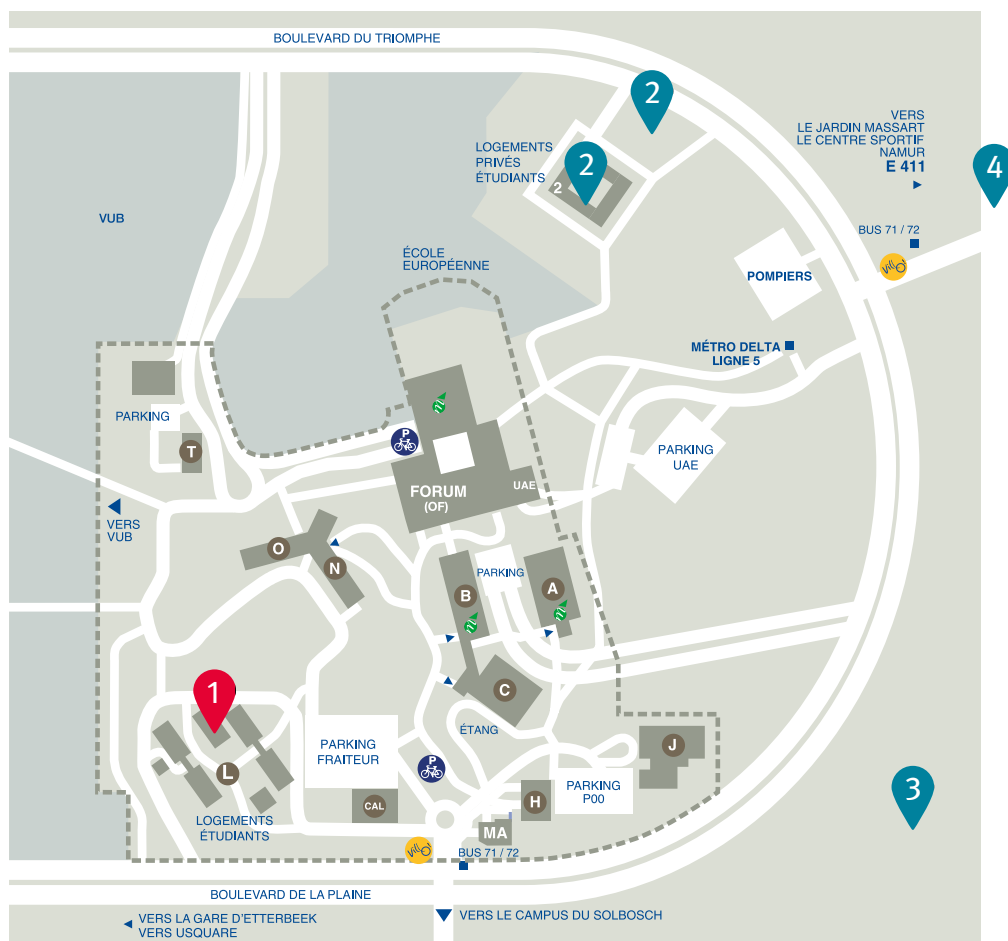 BOULEVARD DU TRIOMPHE
2
VERS
LE JARDIN MASSART
LE CENTRE SPORTIF
NAMUR
E 411
4
LOGEMENTS
PRIVÉS
ÉTUDIANTS
2
2
VUB
BUS 71 / 72
ÉCOLE
EUROPÉENNE
villo!
POMPIERS
MÉTRO DELTA
LIGNE 5
PARKING
T
P
PARKING
UAE
FORUM
(OF)
UAE
VERS
VUB
O
N
PARKING
B
A
C
1
ÉTANG
PARKING
FRAITEUR
J
L
P
PARKING
P00
H
3
CAL
MA
LOGEMENTS
ÉTUDIANTS
villo!
BUS 71 / 72
BOULEVARD DE LA PLAINE
VERS LA GARE D'ETTERBEEK
VERS USQUARE
VERS LE CAMPUS DU SOLBOSCH